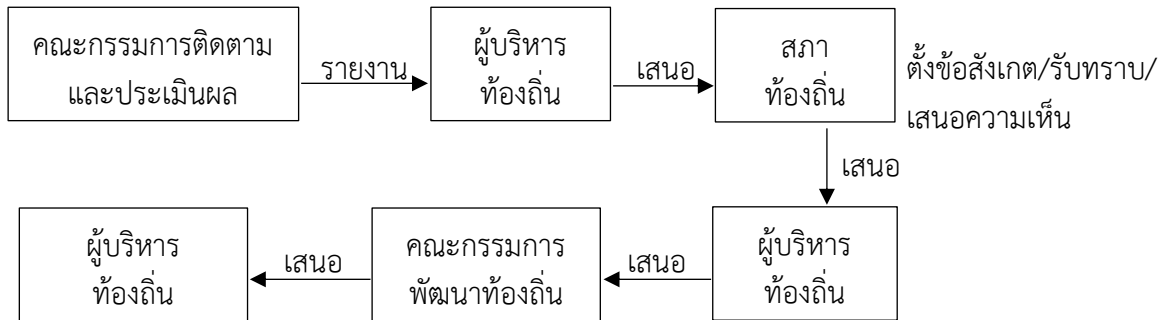 คณะกรรมการติดตาม
และประเมินผล
รายงาน
ผู้บริหาร
ท้องถิ่น
เสนอ
สภา
ท้องถิ่น
ตั้งข้อสังเกต/รับทราบ/
เสนอความเห็น
เสนอ
ผู้บริหาร
ท้องถิ่น
เสนอ
คณะกรรมการ
พัฒนาท้องถิ่น
เสนอ
ผู้บริหาร
ท้องถิ่น